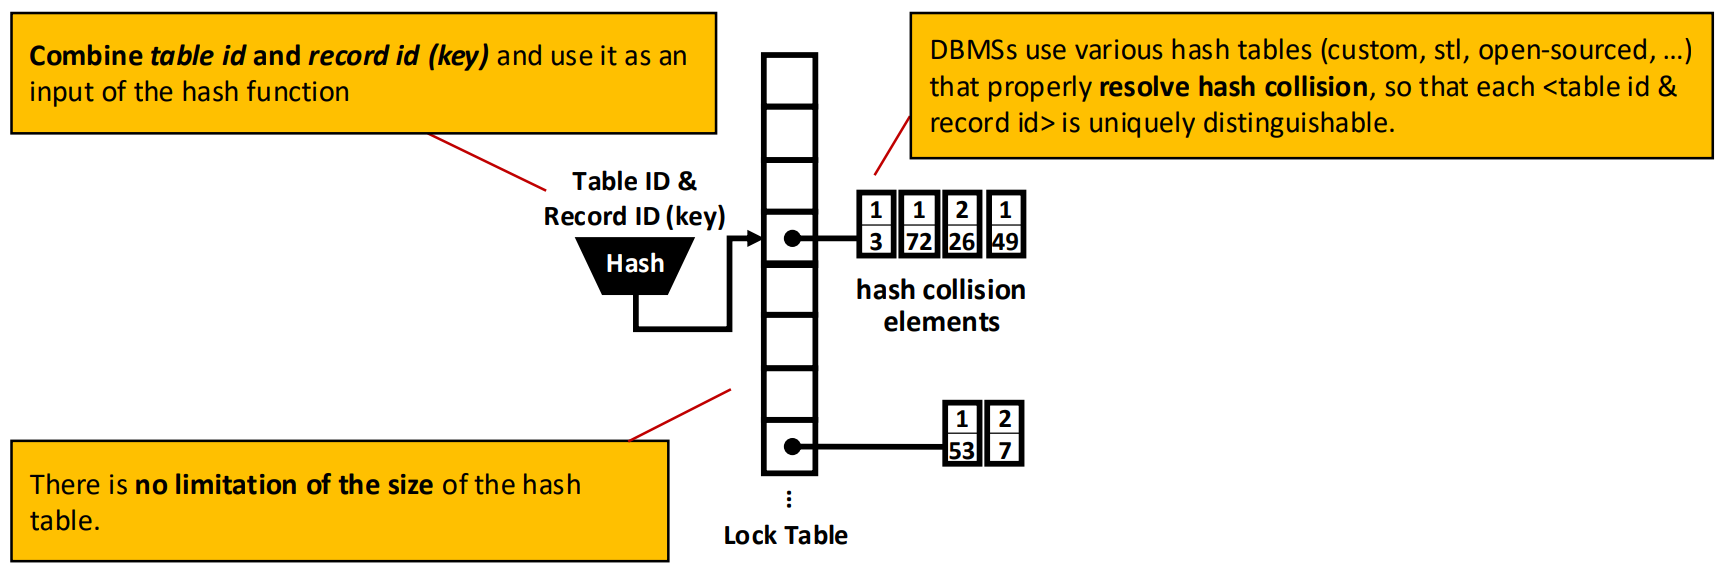 Combine table id and record id (key) and use it as an
input of the hash function
DBMSs use various hash tables (custom, stl, open-sourced, ...)
that properly resolve hash collision, so that each <table id &
record id> is uniquely distinguishable.
Table ID &
Record ID (key)
Hash
1 1 2 1
3 72 26 49
hash collision
elements
1 2
53 7
There is no limitation of the size of the hash
table.
⋮
Lock Table